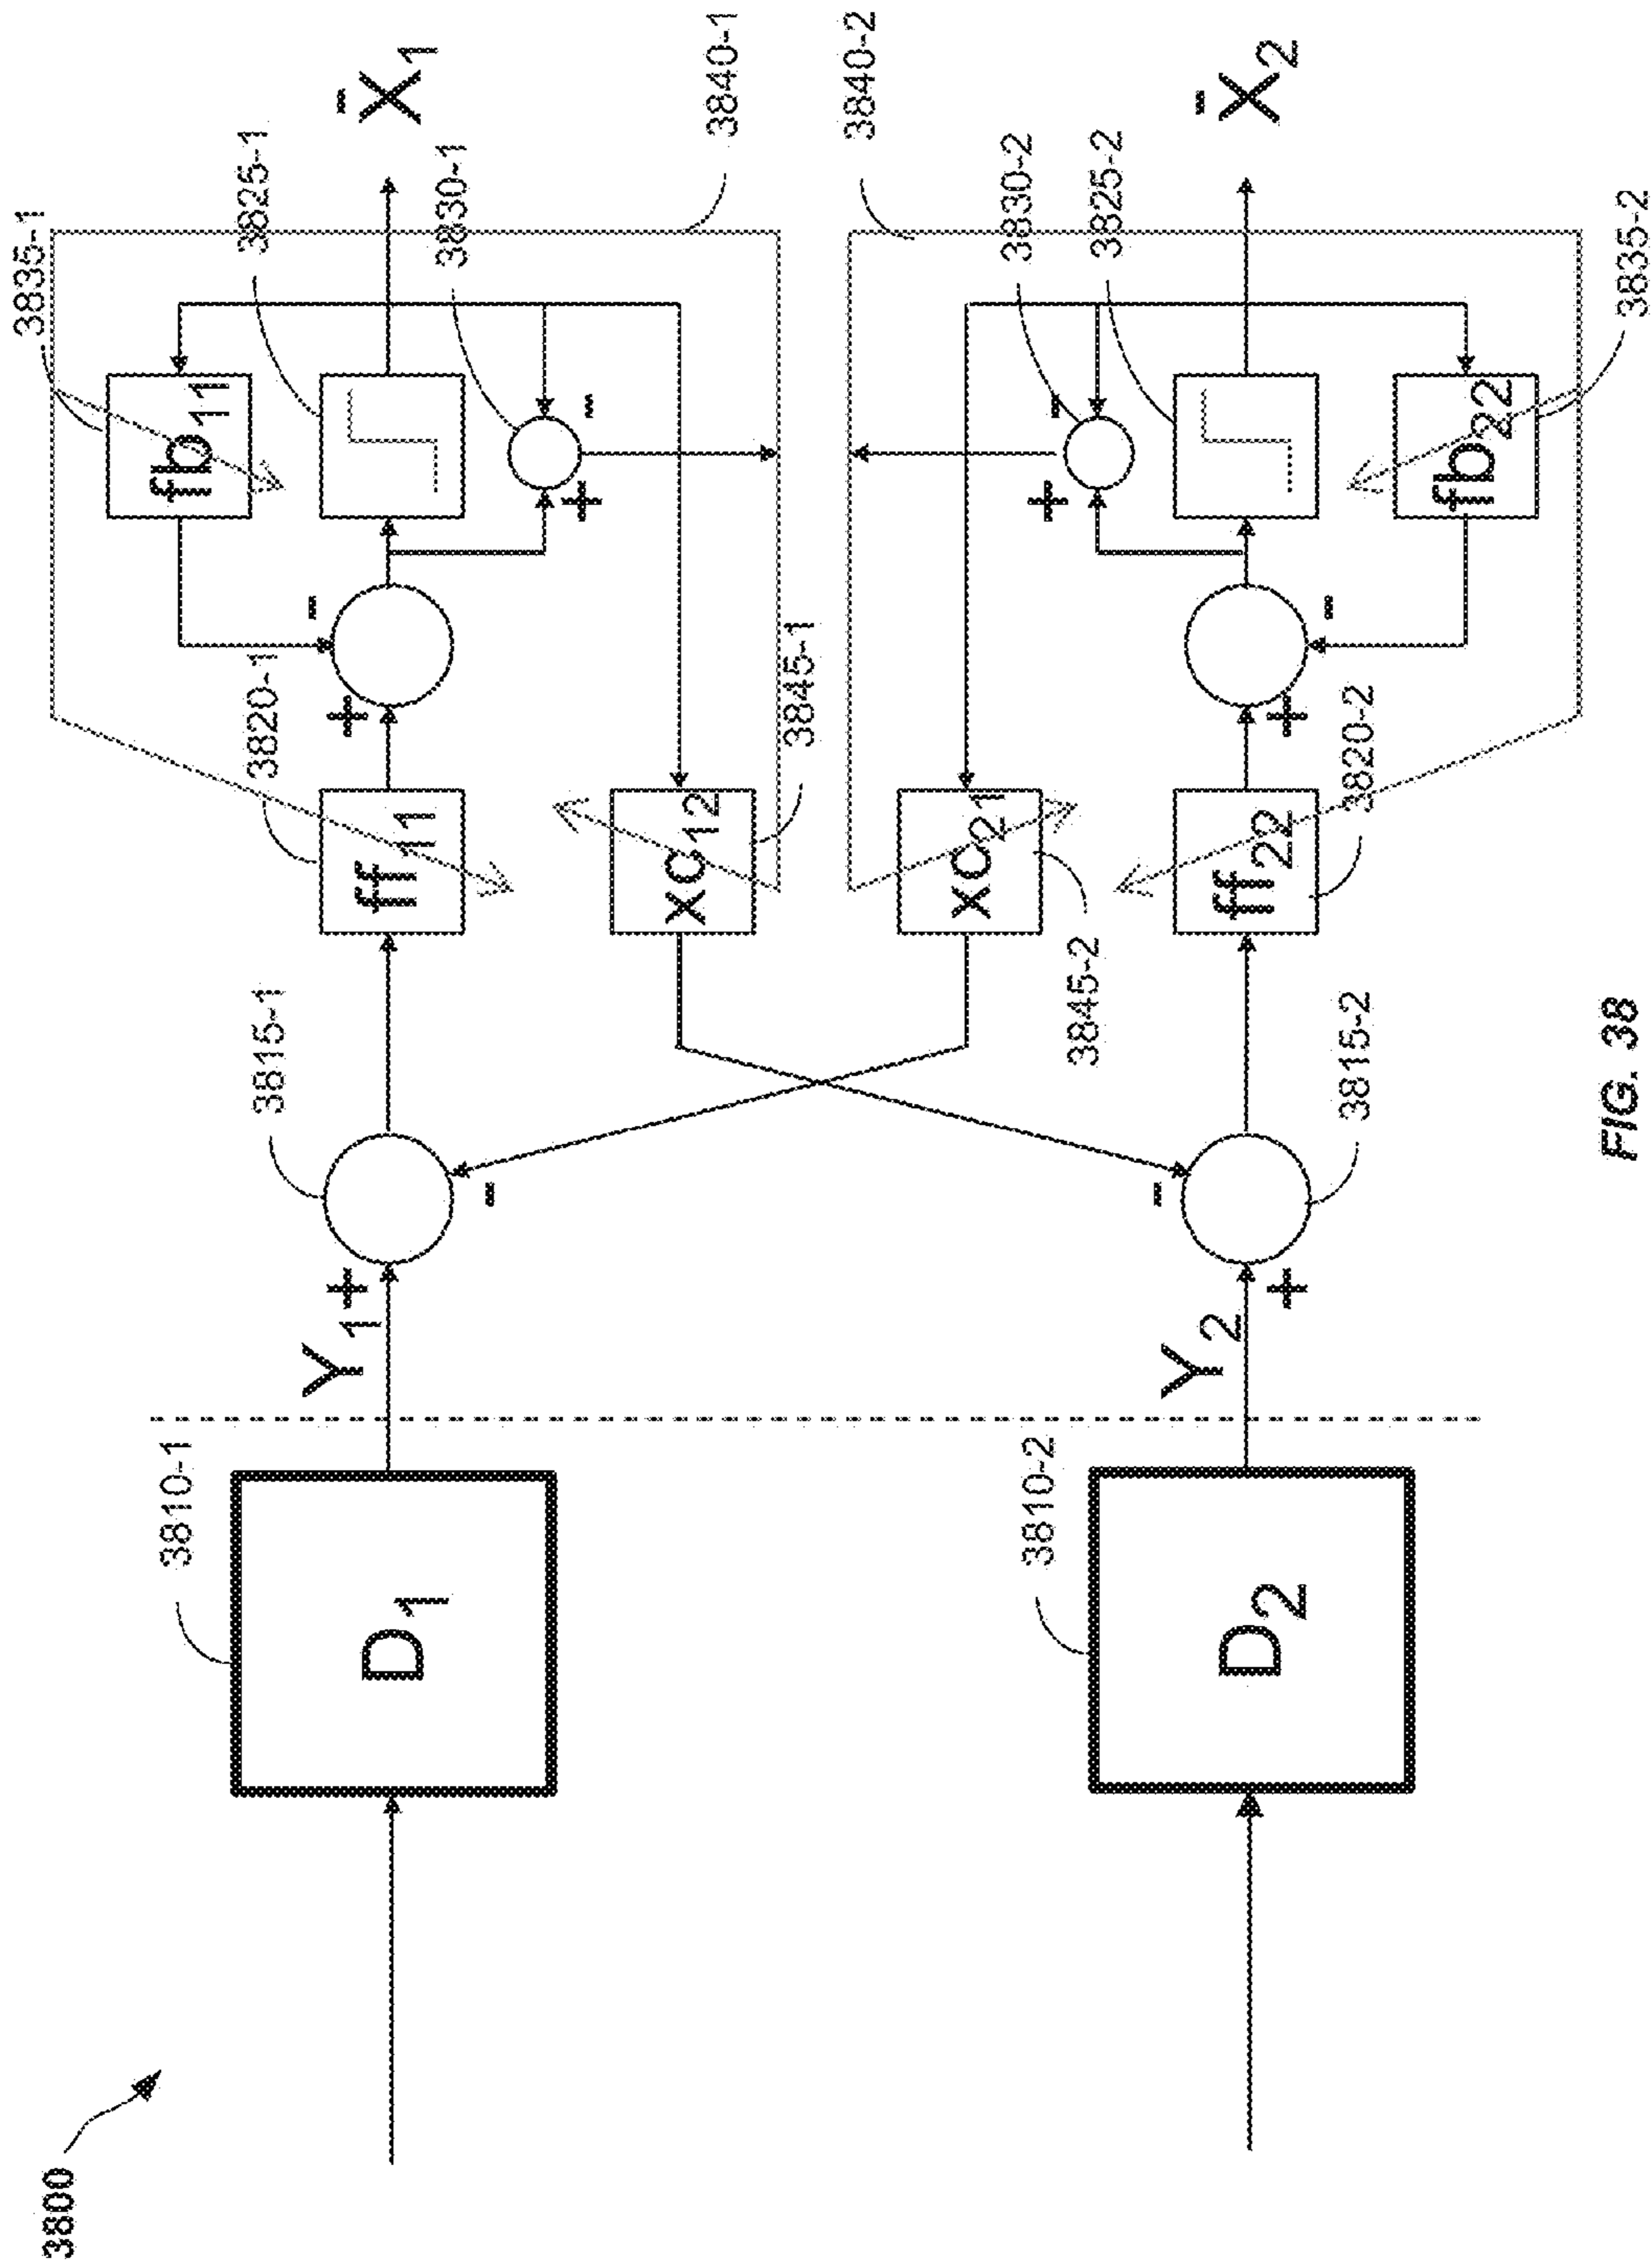 3800
3810-1
D1
Y1
+
-
3815-1
3820-1
ff11
+
-
3835-1
fb11
3825-1
3830-1
+
-
X̄1
3840-1
xc12
3845-1
3840-2
xc21
3845-2
3830-2
+
-
3825-2
X̄2
3810-2
D2
Y2
+
-
3815-2
ff22
3820-2
+
-
fb22
3835-2
FIG. 38